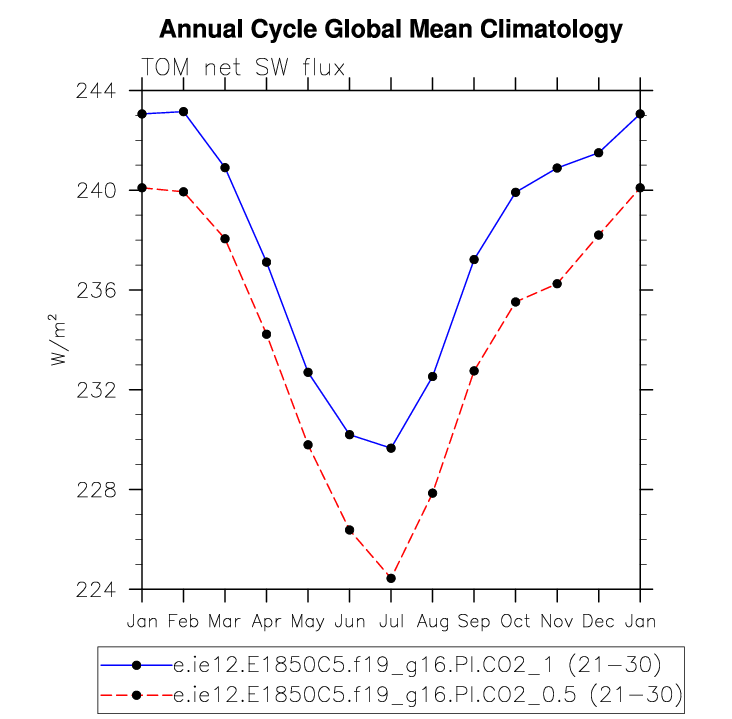 Annual Cycle Global Mean Climatology
TOM net SW flux
244
240
236
232
228
224
W/m²
Jan Feb Mar Apr May Jun Jul Aug Sep Oct Nov Dec Jan
e.ie12.E1850C5.f19_g16.PI.CO2_1 (21-30)
e.ie12.E1850C5.f19_g16.PI.CO2_0.5 (21-30)